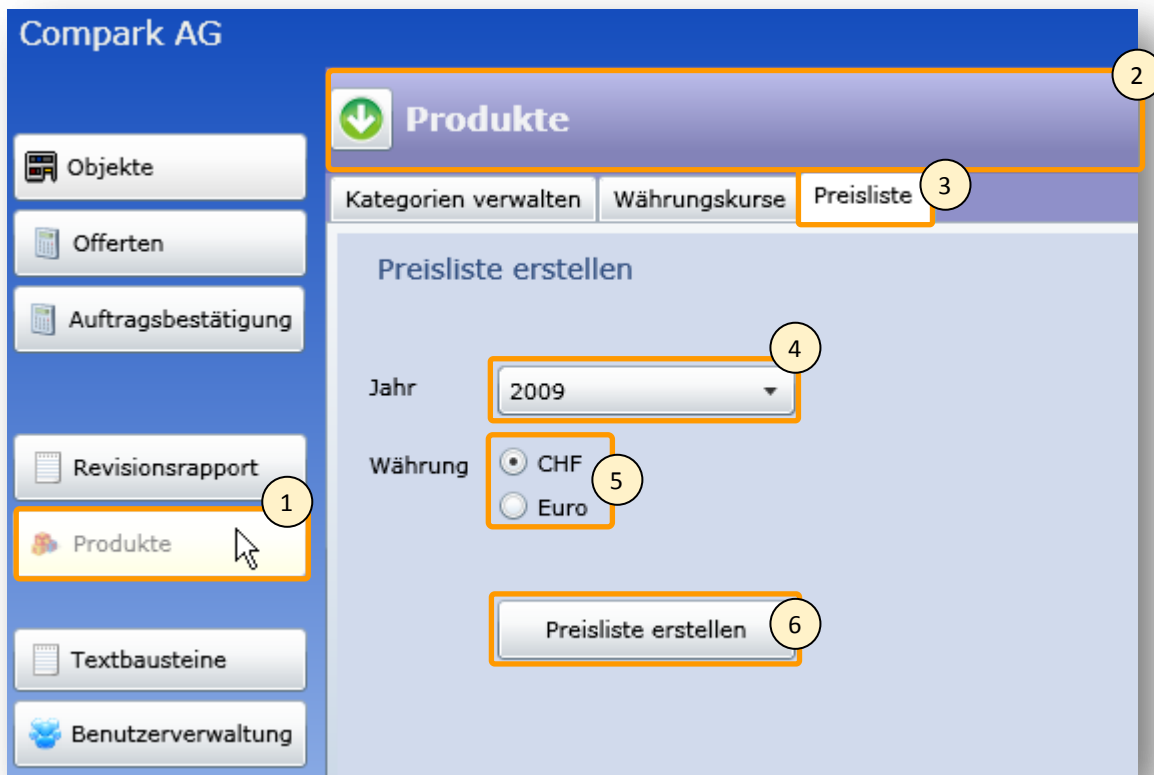 Compark AG
2
Produkte
Objekte
Kategorien verwalten
Währungskurse
Preisliste
3
Offerten
Preisliste erstellen
Auftragsbestätigung
4
Jahr
2009
Revisionsrapport
Währung
CHF
5
Euro
1
Produkte
Preisliste erstellen
6
Textbausteine
Benutzerverwaltung